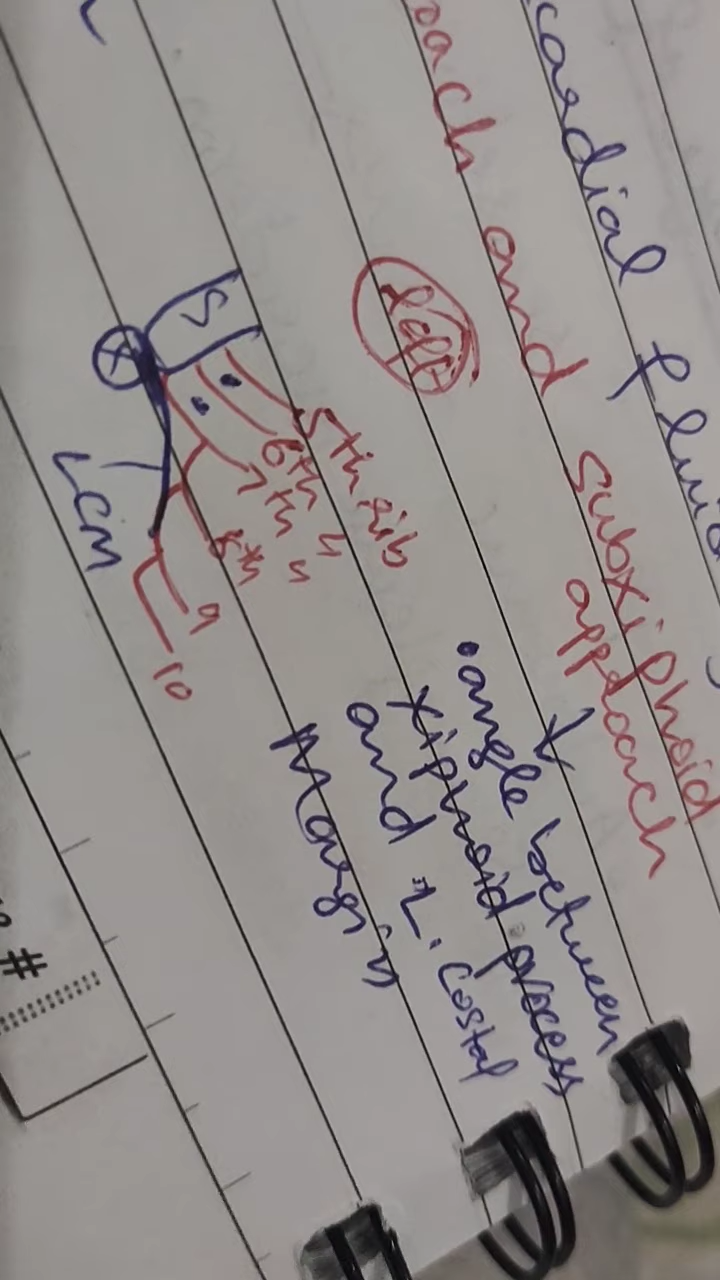 cardial fluid
oach and subxiphoid
approach
left
• angle between
xiphoid process
and L. costal
margin
S
5th rib
6th "
7th "
8th
9
10
LCM
#